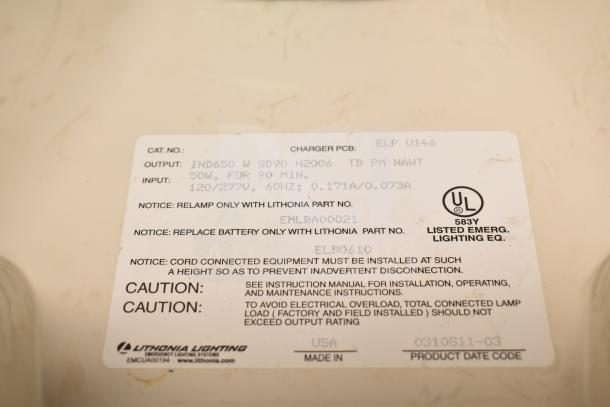 CAT. NO.: CHARGER PCB: ELP U146
OUTPUT: IND650 W SD90 H2006 TD PM NAWT
50W, FOR 90 MIN.
INPUT: 120/277V, 60HZ; 0.171A/0.073A
NOTICE: RELAMP ONLY WITH LITHONIA PART NO.
EMLBA00021
NOTICE: REPLACE BATTERY ONLY WITH LITHONIA PART NO.
ELB0610
NOTICE: CORD CONNECTED EQUIPMENT MUST BE INSTALLED AT SUCH
A HEIGHT SO AS TO PREVENT INADVERTENT DISCONNECTION.
CAUTION: SEE INSTRUCTION MANUAL FOR INSTALLATION, OPERATING,
AND MAINTENANCE INSTRUCTIONS.
CAUTION: TO AVOID ELECTRICAL OVERLOAD, TOTAL CONNECTED LAMP
LOAD ( FACTORY AND FIELD INSTALLED ) SHOULD NOT
EXCEED OUTPUT RATING
UL
®
583Y
LISTED EMERG.
LIGHTING EQ.
LITHONIA LIGHTING
EMERGENCY LIGHTING SYSTEMS
EMCUA00194 www.lithonia.com
USA
MADE IN
0310S11-03
PRODUCT DATE CODE